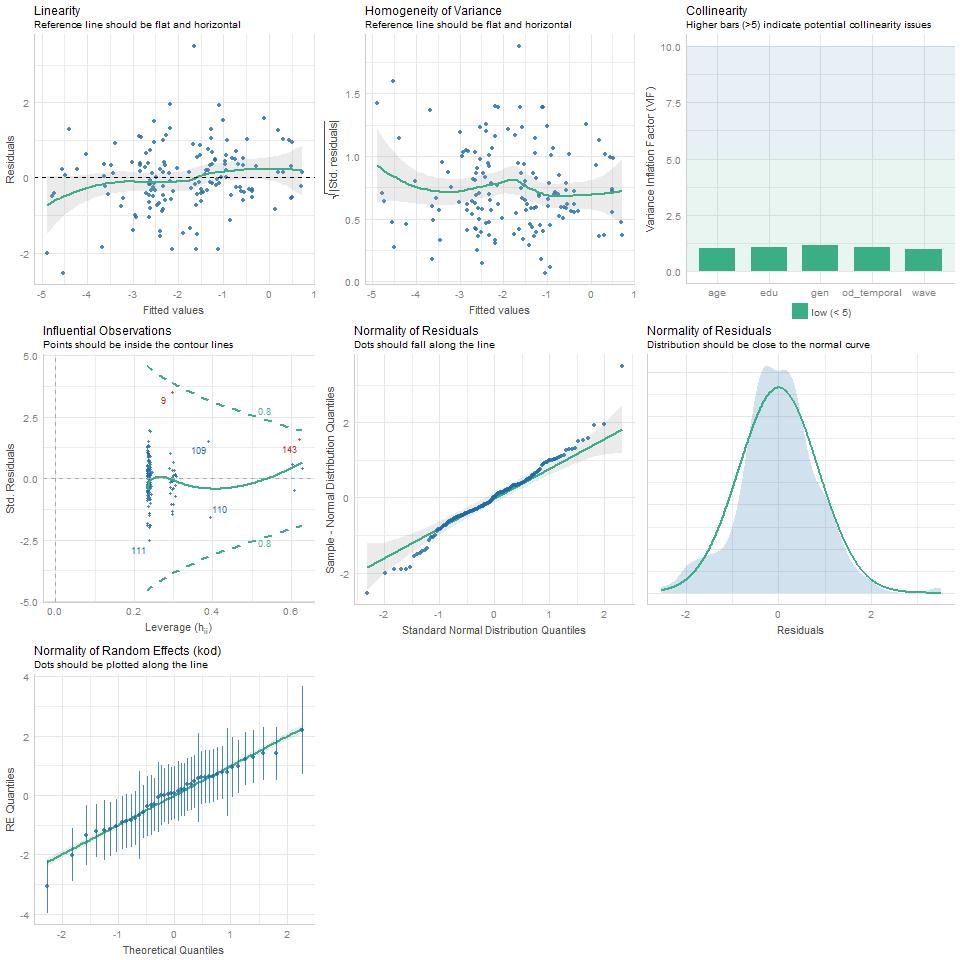 Linearity
Reference line should be flat and horizontal
Residuals
2
0
-2
-5
-4
-3
-2
-1
0
1
Fitted values
Homogeneity of Variance
Reference line should be flat and horizontal
√|Std. residuals|
1.5
1.0
0.5
0.0
-5
-4
-3
-2
-1
0
1
Fitted values
Collinearity
Higher bars (>5) indicate potential collinearity issues
Variance Inflation Factor (VIF)
10.0
7.5
5.0
2.5
0.0
age
edu
gen
od_temporal
wave
low (< 5)
Influential Observations
Points should be inside the contour lines
Std. Residuals
5.0
2.5
0.0
-2.5
-5.0
9
0.8
109
143
110
111
0.8
0.0
0.2
0.4
0.6
Leverage (hii)
Normality of Residuals
Dots should fall along the line
Sample - Normal Distribution Quantiles
2
0
-2
-2
-1
0
1
2
Standard Normal Distribution Quantiles
Normality of Residuals
Distribution should be close to the normal curve
-2
0
2
Residuals
Normality of Random Effects (kod)
Dots should be plotted along the line
RE Quantiles
4
2
0
-2
-4
-2
-1
0
1
2
Theoretical Quantiles